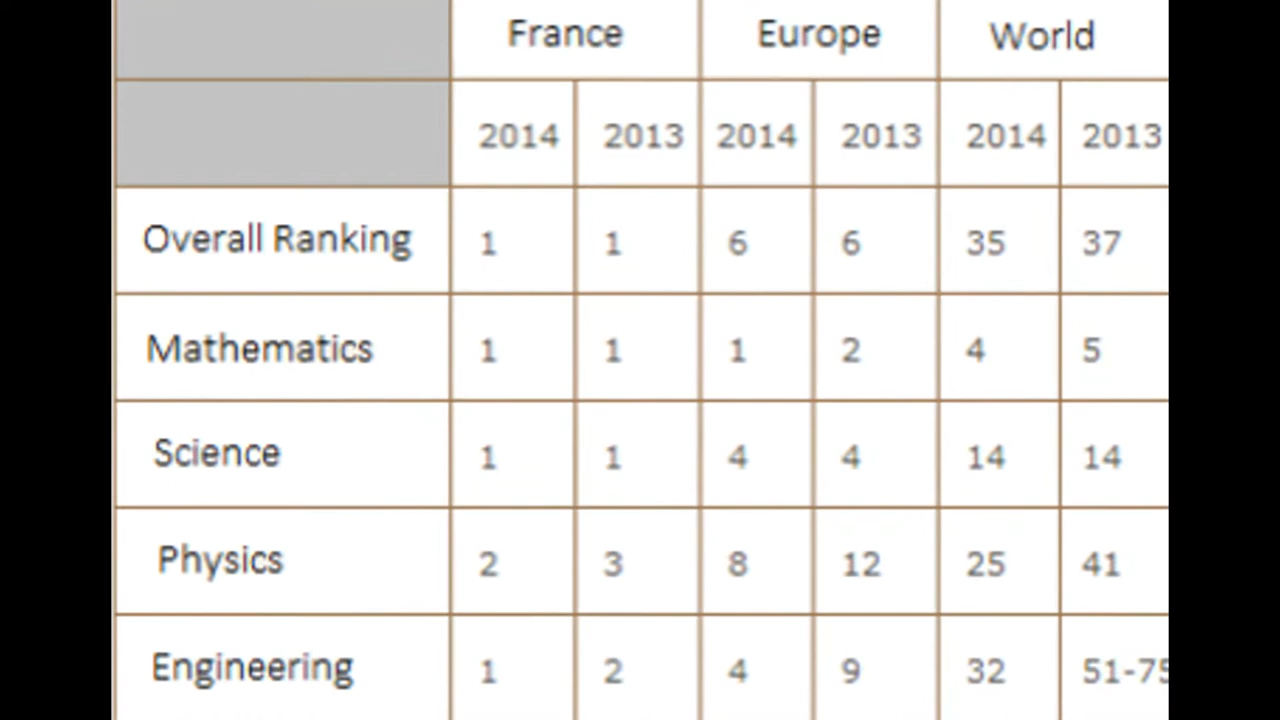 France Europe World
2014 2013 2014 2013 2014 2013
Overall Ranking 1 1 6 6 35 37
Mathematics 1 1 1 2 4 5
Science 1 1 4 4 14 14
Physics 2 3 8 12 25 41
Engineering 1 2 4 9 32 51-75